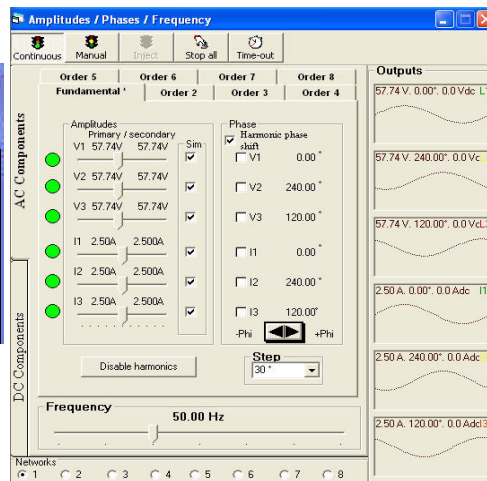 Amplitudes / Phases / Frequency
Continuous Manual Inject Stop all Time-out
Order 5 Order 6 Order 7 Order 8
Fundamental * Order 2 Order 3 Order 4
AC Components
DC Components
Amplitudes
Primary / secondary
Sim
V1 57.74V 57.74V
V2 57.74V 57.74V
V3 57.74V 57.74V
I1 2.50A 2.500A
I2 2.50A 2.500A
I3 2.50A 2.500A
Disable harmonics
Phase
Harmonic phase
shift
V1 0.00 °
V2 240.00 °
V3 120.00 °
I1 0.00 °
I2 240.00 °
I3 120.00°
-Phi +Phi
Step
30 °
Frequency
50.00 Hz
Networks
1 2 3 4 5 6 7 8
Outputs
57.74 V. 0.00°. 0.0 Vdc L1
57.74 V. 240.00°. 0.0 Vc
57.74 V. 120.00°. 0.0 VcL3
2.50 A. 0.00°. 0.0 Adc I1
2.50 A. 240.00°. 0.0 Adc
2.50 A. 120.00°. 0.0 AdcI3